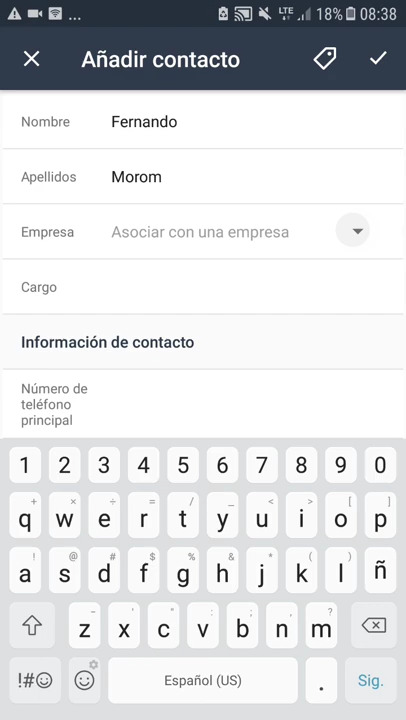 ... LTE 18% 08:38
Añadir contacto
Nombre Fernando
Apellidos Morom
Empresa Asociar con una empresa
Cargo
Información de contacto
Número de
teléfono
principal
1 2 3 4 5 6 7 8 9 0
+ × ÷ = / _ < > [ ]
q w e r t y u i o p
! @ # $ % & * ( )
a s d f g h j k l ñ
- ' " : ; , ?
z x c v b n m
!#☺ Español (US) . Sig.